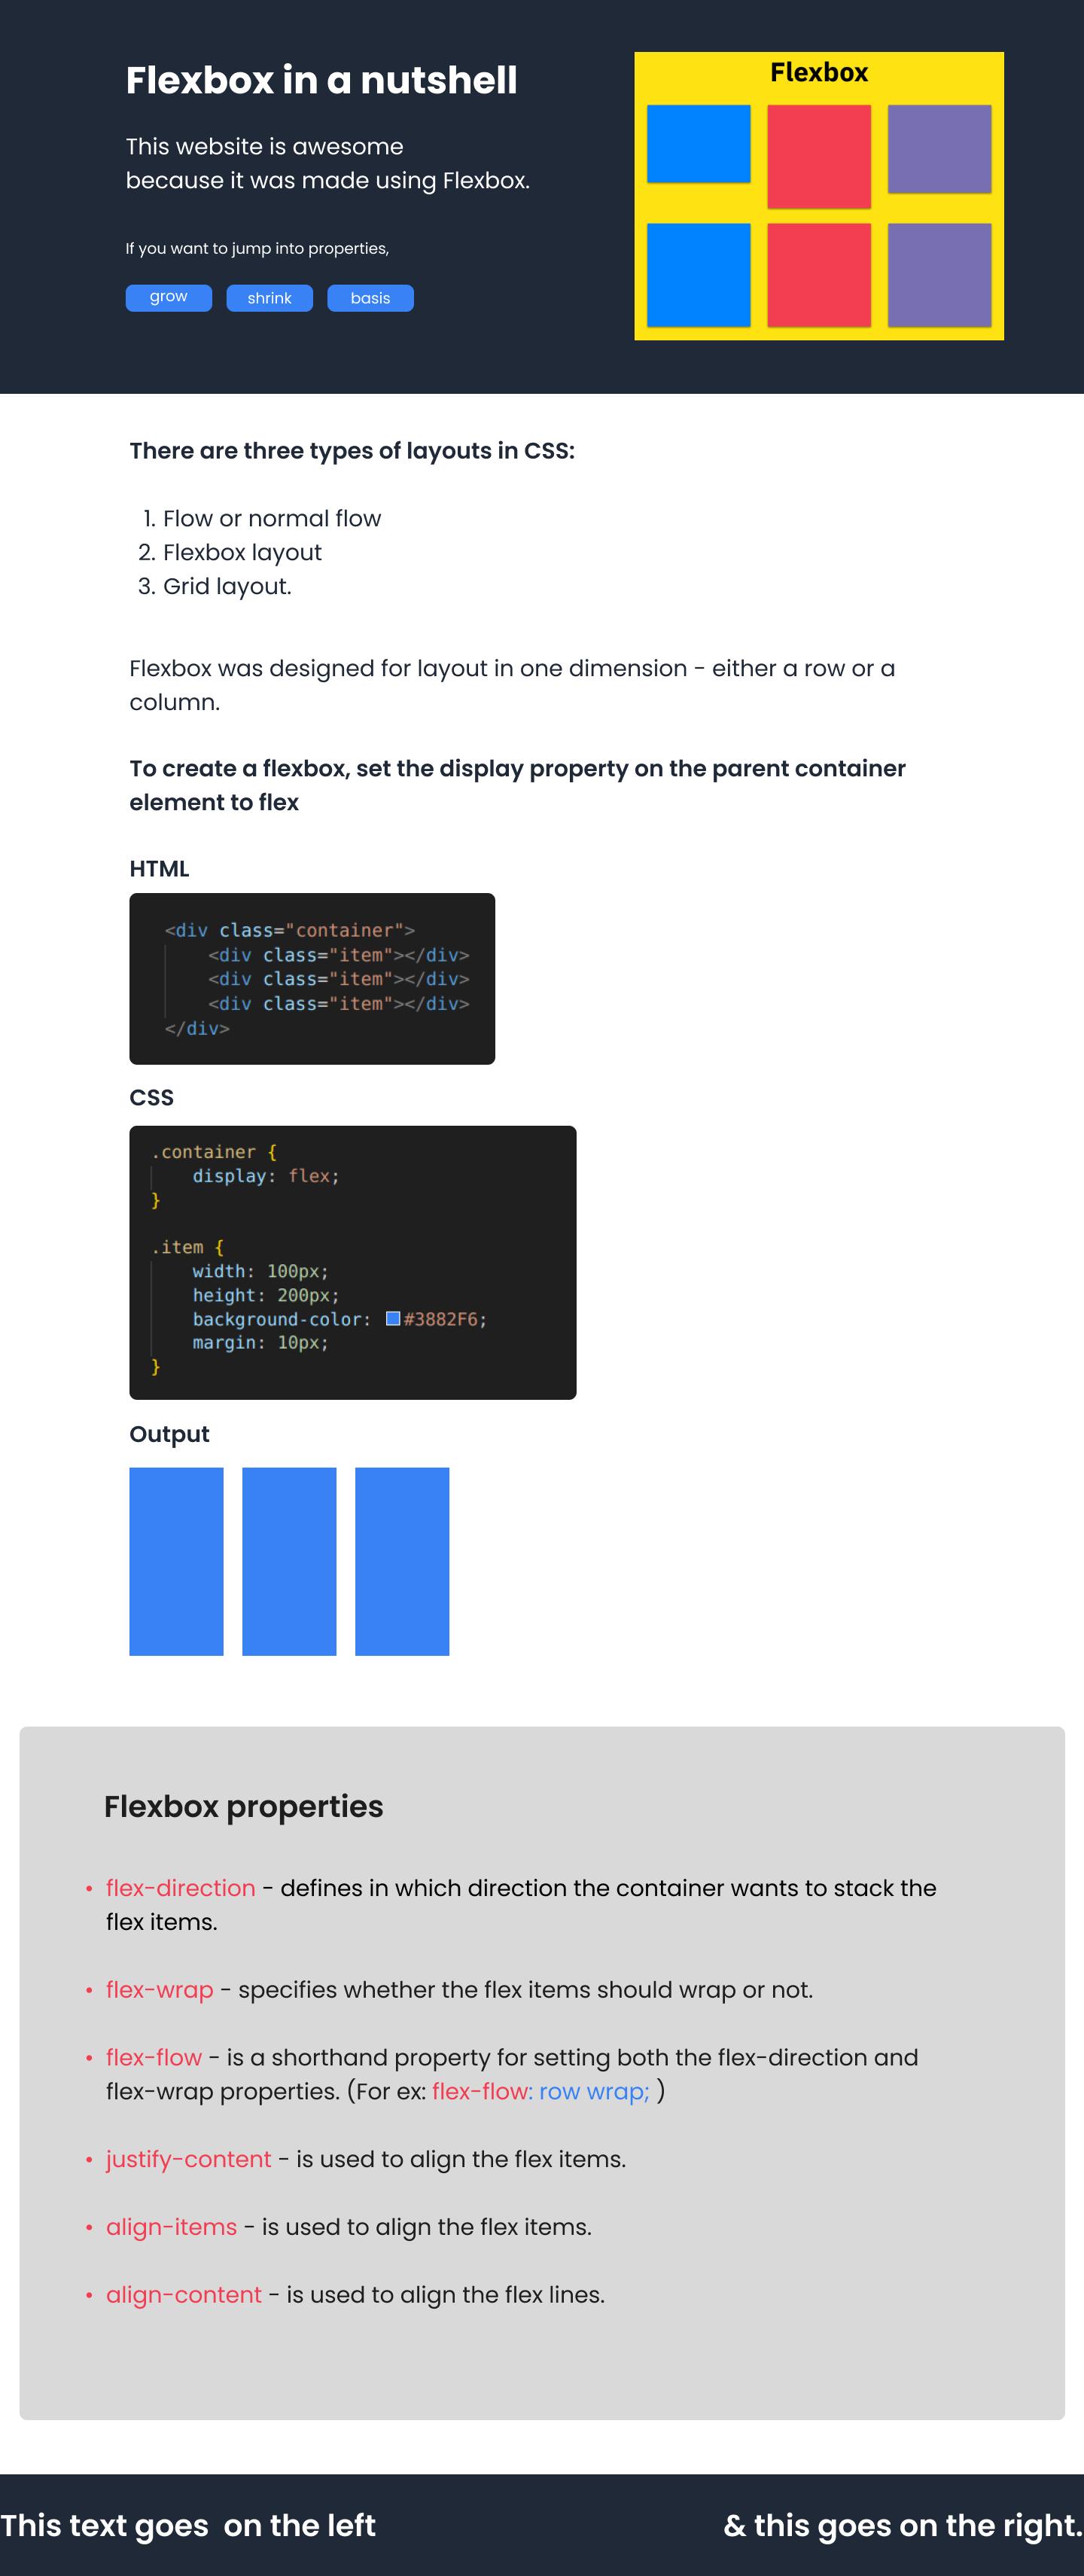 Flexbox in a nutshell
This website is awesome
because it was made using Flexbox.
If you want to jump into properties,
grow shrink basis
Flexbox
There are three types of layouts in CSS:
1. Flow or normal flow
2. Flexbox layout
3. Grid layout.
Flexbox was designed for layout in one dimension - either a row or a
column.
To create a flexbox, set the display property on the parent container
element to flex
HTML
<div class="container">
    <div class="item"></div>
    <div class="item"></div>
    <div class="item"></div>
</div>
CSS
.container {
    display: flex;
}
.item {
    width: 100px;
    height: 200px;
    background-color: #3882F6;
    margin: 10px;
}
Output
Flexbox properties
• flex-direction - defines in which direction the container wants to stack the
flex items.
• flex-wrap - specifies whether the flex items should wrap or not.
• flex-flow - is a shorthand property for setting both the flex-direction and
flex-wrap properties. (For ex: flex-flow: row wrap; )
• justify-content - is used to align the flex items.
• align-items - is used to align the flex items.
• align-content - is used to align the flex lines.
This text goes  on the left
& this goes on the right.